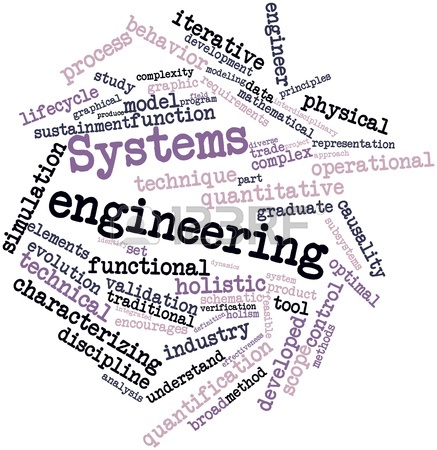 engineer
iterative
behavior
process
development
principles
modeling
data
interdisciplinary
physical
complexity
study
graphic
requirements
mathematical
lifecycle
graphical
model
field
program
produce
function
sustainment
representation
Systems
diverse
trade
project
complex
approach
operational
simulation
technique
part
quantitative
engineering
graduate
causality
subsystems
elements
identify
set
evolution
functional
dynamics
optimal
technical
validation
holistic
system
product
traditional
integrated
schematic
verification
feasible
tool
control
characterizing
encourages
definition
holism
methods
discipline
industry
effectiveness
developed
scope
analysis
understand
quantification
method
broad
123RF